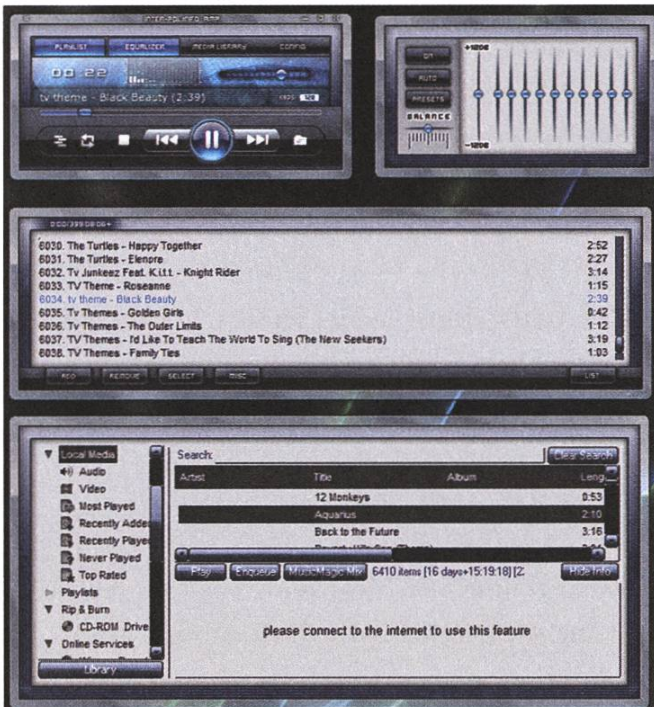 PLAYLIST EQUALIZER MEDIA LIBRARY CONFIG
00:22
tv theme - Black Beauty (2:39)
KBPS 128
ON
AUTO
PRESETS
BALANCE
+12DB
-12DB
6030. The Turtles - Happy Together 2:52
6031. The Turtles - Elenore 2:27
6032. Tv Junkeez Feat. K.i.t.t. - Knight Rider 3:14
6033. TV Theme - Roseanne 1:15
6034. tv theme - Black Beauty 2:39
6035. Tv Themes - Golden Girls 0:42
6036. Tv Themes - The Outer Limits 1:12
6037. TV Themes - I'd Like To Teach The World To Sing (The New Seekers) 3:19
6038. TV Themes - Family Ties 1:03
ADD REMOVE SELECT MISC LIST
Local Media
Audio
Video
Most Played
Recently Added
Recently Played
Never Played
Top Rated
Playlists
Rip & Burn
CD-ROM Drive
Online Services
Library
Search: Clear Search
Artist Title Album Leng
12 Monkeys 0:53
Aquarius 2:10
Back to the Future 3:16
Play Enqueue MusicMagic Mix 6410 items [16 days+15:19:18] [2. Hide Info
please connect to the internet to use this feature